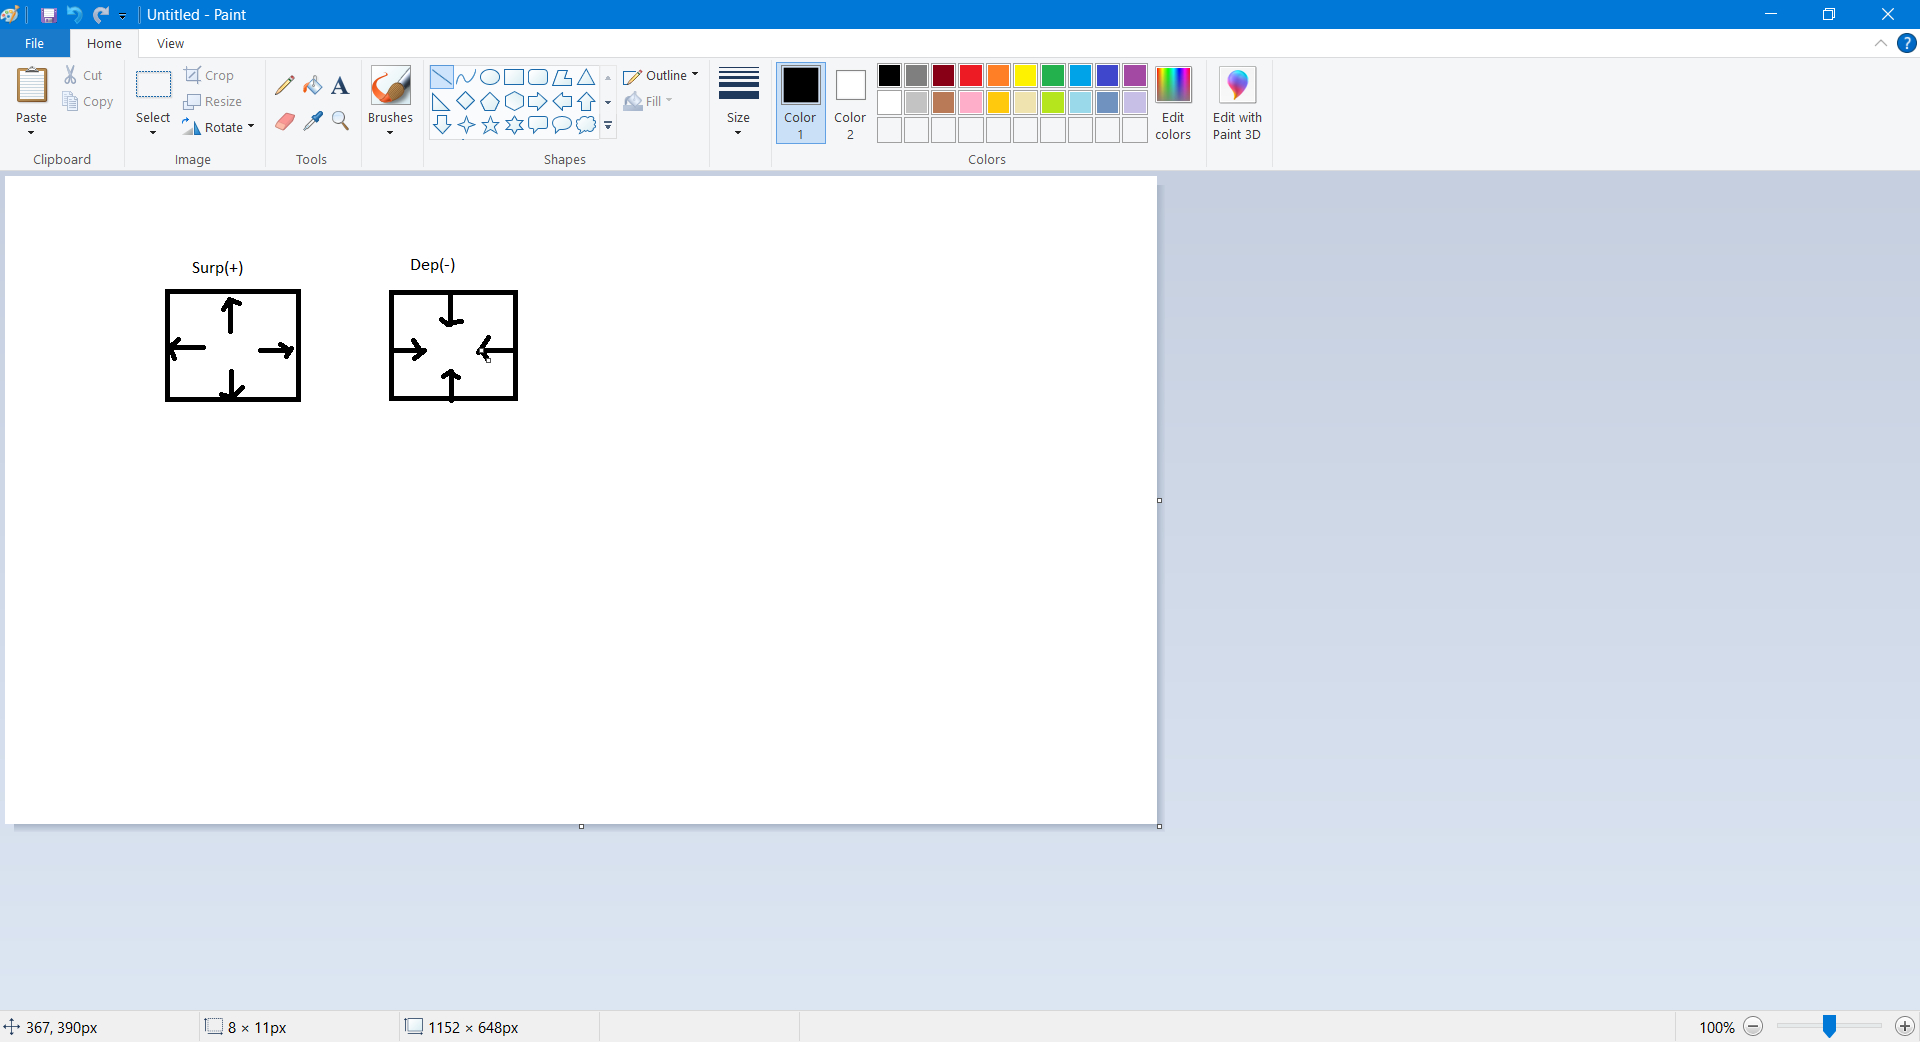 Untitled - Paint
File Home View
Paste
Cut
Copy
Clipboard
Select
Crop
Resize
Rotate
Image
Tools
Brushes
Shapes
Outline
Fill
Size
Color 1
Color 2
Colors
Edit colors
Edit with Paint 3D
Surp(+) Dep(-)
367, 390px 8 × 11px 1152 × 648px 100%